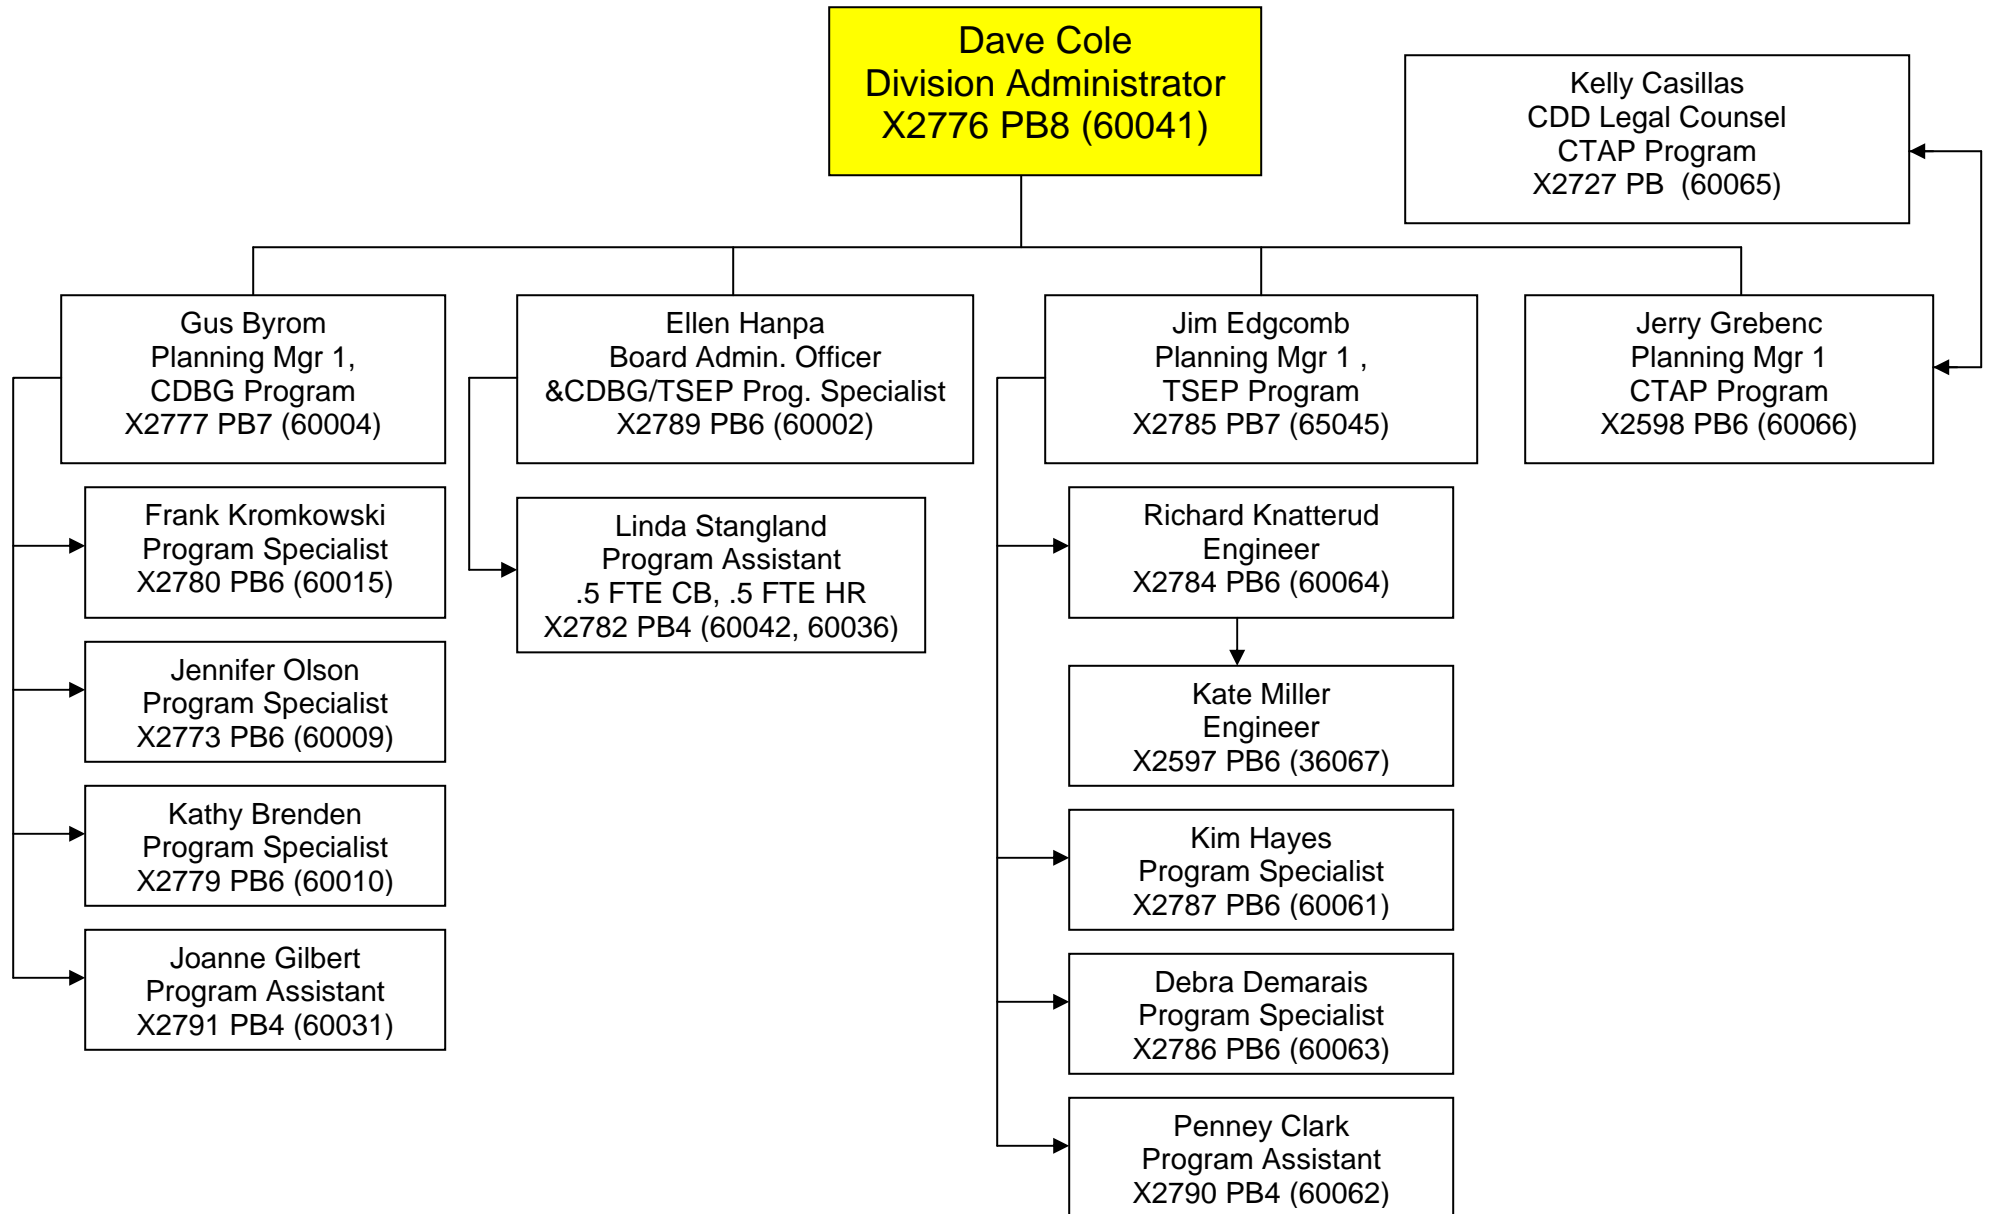 Dave Cole
Division Administrator
X2776 PB8 (60041)
Kelly Casillas
CDD Legal Counsel
CTAP Program
X2727 PB  (60065)
Gus Byrom
Planning Mgr 1,
CDBG Program
X2777 PB7 (60004)
Ellen Hanpa
Board Admin. Officer
&CDBG/TSEP Prog. Specialist
X2789 PB6 (60002)
Jim Edgcomb
Planning Mgr 1 ,
TSEP Program
X2785 PB7 (65045)
Jerry Grebenc
Planning Mgr 1
CTAP Program
X2598 PB6 (60066)
Frank Kromkowski
Program Specialist
X2780 PB6 (60015)
Jennifer Olson
Program Specialist
X2773 PB6 (60009)
Kathy Brenden
Program Specialist
X2779 PB6 (60010)
Joanne Gilbert
Program Assistant
X2791 PB4 (60031)
Linda Stangland
Program Assistant
.5 FTE CB, .5 FTE HR
X2782 PB4 (60042, 60036)
Richard Knatterud
Engineer
X2784 PB6 (60064)
Kate Miller
Engineer
X2597 PB6 (36067)
Kim Hayes
Program Specialist
X2787 PB6 (60061)
Debra Demarais
Program Specialist
X2786 PB6 (60063)
Penney Clark
Program Assistant
X2790 PB4 (60062)